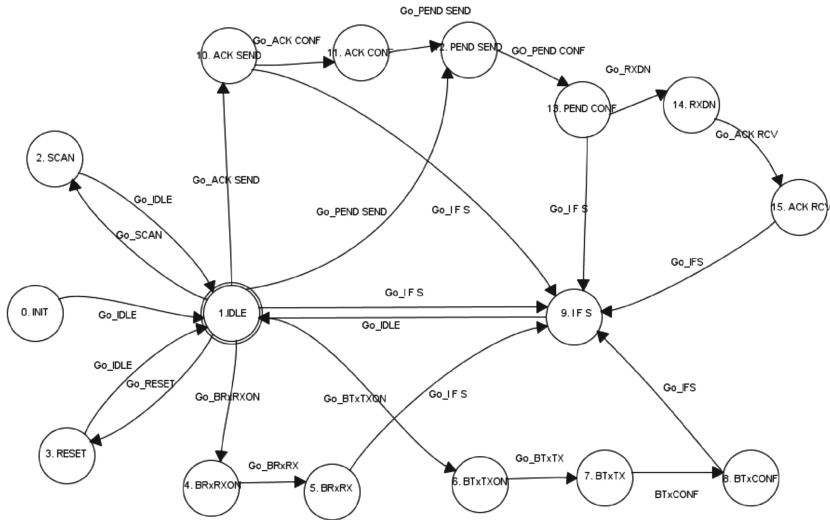 Go_PEND SEND
Go_ACK CONF
10. ACK SEND
11. ACK CONF
12. PEND SEND
GO_PEND CONF
Go_RXDN
13. PEND CONF
14. RXDN
Go_ACK RCV
2. SCAN
Go_ACK SEND
Go_IDLE
Go_PEND SEND
Go_I F S
Go_I F S
15. ACK RCV
Go_SCAN
Go_IFS
Go_I F S
0. INIT
Go_IDLE
1.IDLE
Go_IDLE
9. I F S
Go_IDLE
Go_RESET
Go_BRxRXON
Go_BTxTXON
Go_I F S
Go_IFS
3. RESET
Go_BRxRX
Go_BTxTX
4. BRxRXON
5. BRxRX
6. BTxTXON
7. BTxTX
8. BTxCONF
BTxCONF